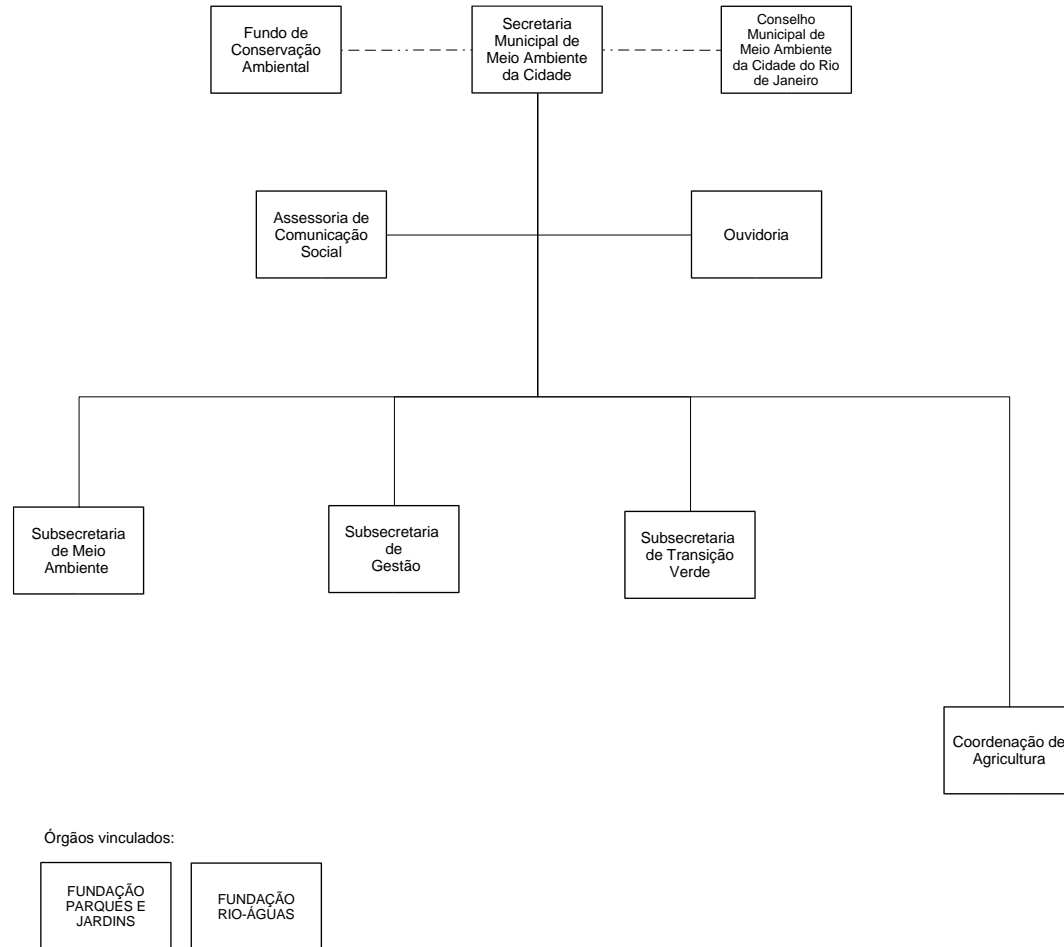 Fundo de
Conservação
Ambiental
Secretaria
Municipal de
Meio Ambiente
da Cidade
Conselho
Municipal de
Meio Ambiente
da Cidade do Rio
de Janeiro
Assessoria de
Comunicação
Social
Ouvidoria
Subsecretaria
de Meio
Ambiente
Subsecretaria
de
Gestão
Subsecretaria
de Transição
Verde
Coordenação de
Agricultura
Órgãos vinculados:
FUNDAÇÃO
PARQUES E
JARDINS
FUNDAÇÃO
RIO-ÁGUAS